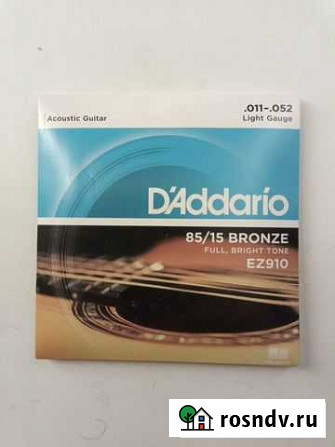 .011-.052
Acoustic Guitar Light Gauge
D'Addario
85/15 BRONZE
FULL, BRIGHT TONE
EZ910
rosndv.ru